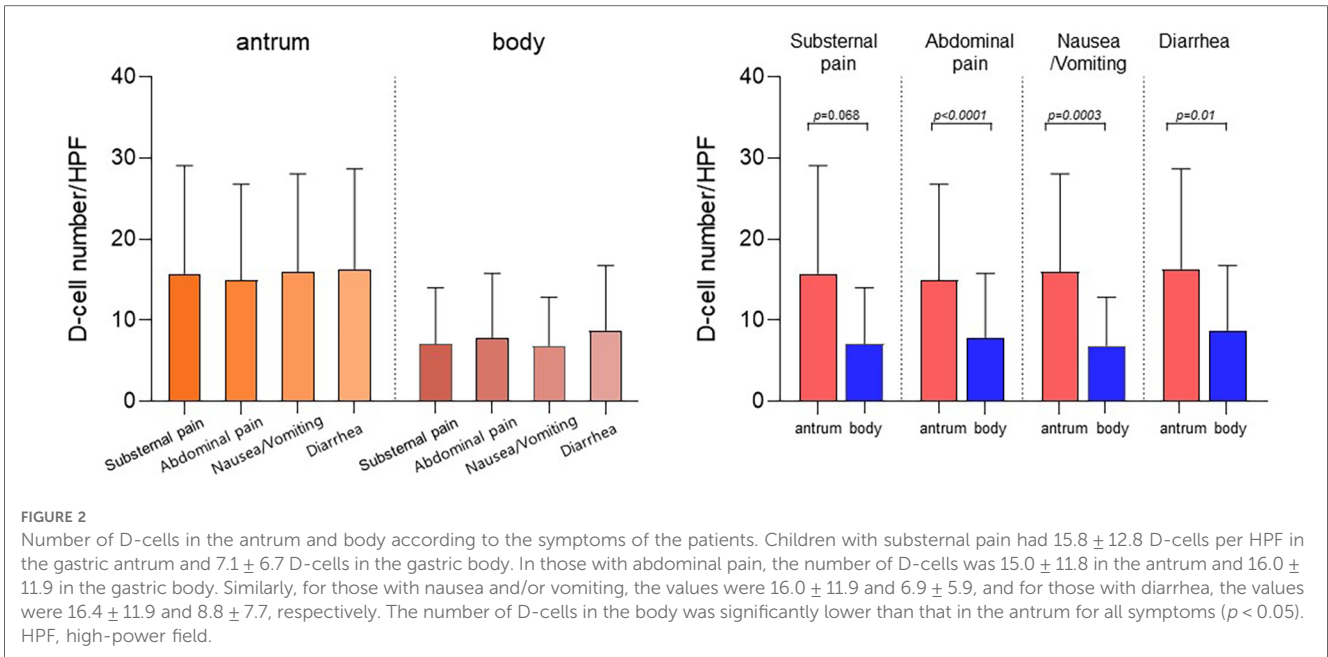 antrum
body
40
30
20
10
0
D-cell number/HPF
Substernal pain
Abdominal pain
Nausea/Vomiting
Diarrhea
Substernal pain
Abdominal pain
Nausea/Vomiting
Diarrhea
Substernal
pain
Abdominal
pain
Nausea
/Vomiting
Diarrhea
40
30
20
10
0
D-cell number/HPF
p=0.068
p<0.0001
p=0.0003
p=0.01
antrum body
antrum body
antrum body
antrum body
FIGURE 2
Number of D-cells in the antrum and body according to the symptoms of the patients. Children with substernal pain had 15.8 ± 12.8 D-cells per HPF in
the gastric antrum and 7.1 ± 6.7 D-cells in the gastric body. In those with abdominal pain, the number of D-cells was 15.0 ± 11.8 in the antrum and 16.0 ±
11.9 in the gastric body. Similarly, for those with nausea and/or vomiting, the values were 16.0 ± 11.9 and 6.9 ± 5.9, and for those with diarrhea, the values
were 16.4 ± 11.9 and 8.8 ± 7.7, respectively. The number of D-cells in the body was significantly lower than that in the antrum for all symptoms (p < 0.05).
HPF, high-power field.